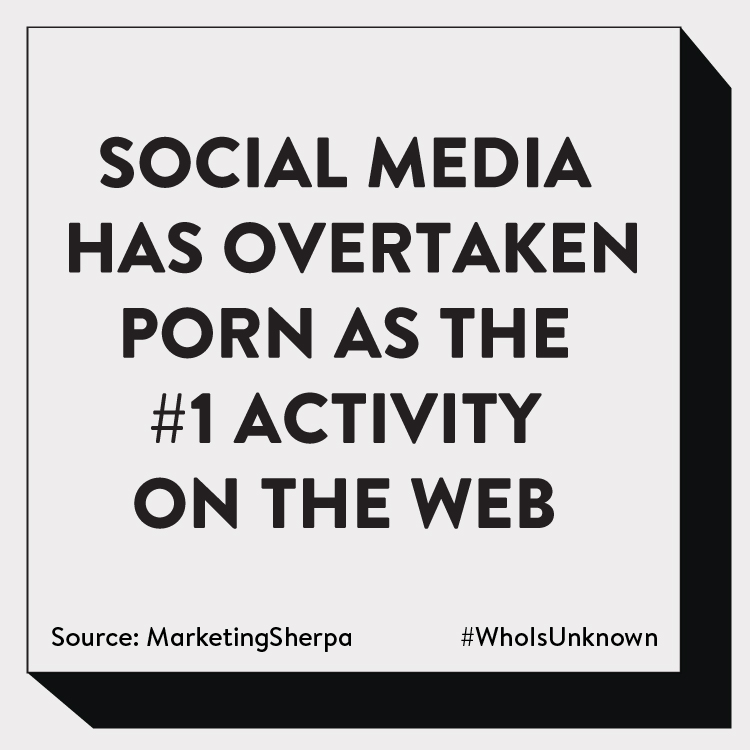 SOCIAL MEDIA
HAS OVERTAKEN
PORN AS THE
#1 ACTIVITY
ON THE WEB
Source: MarketingSherpa
#WhoIsUnknown